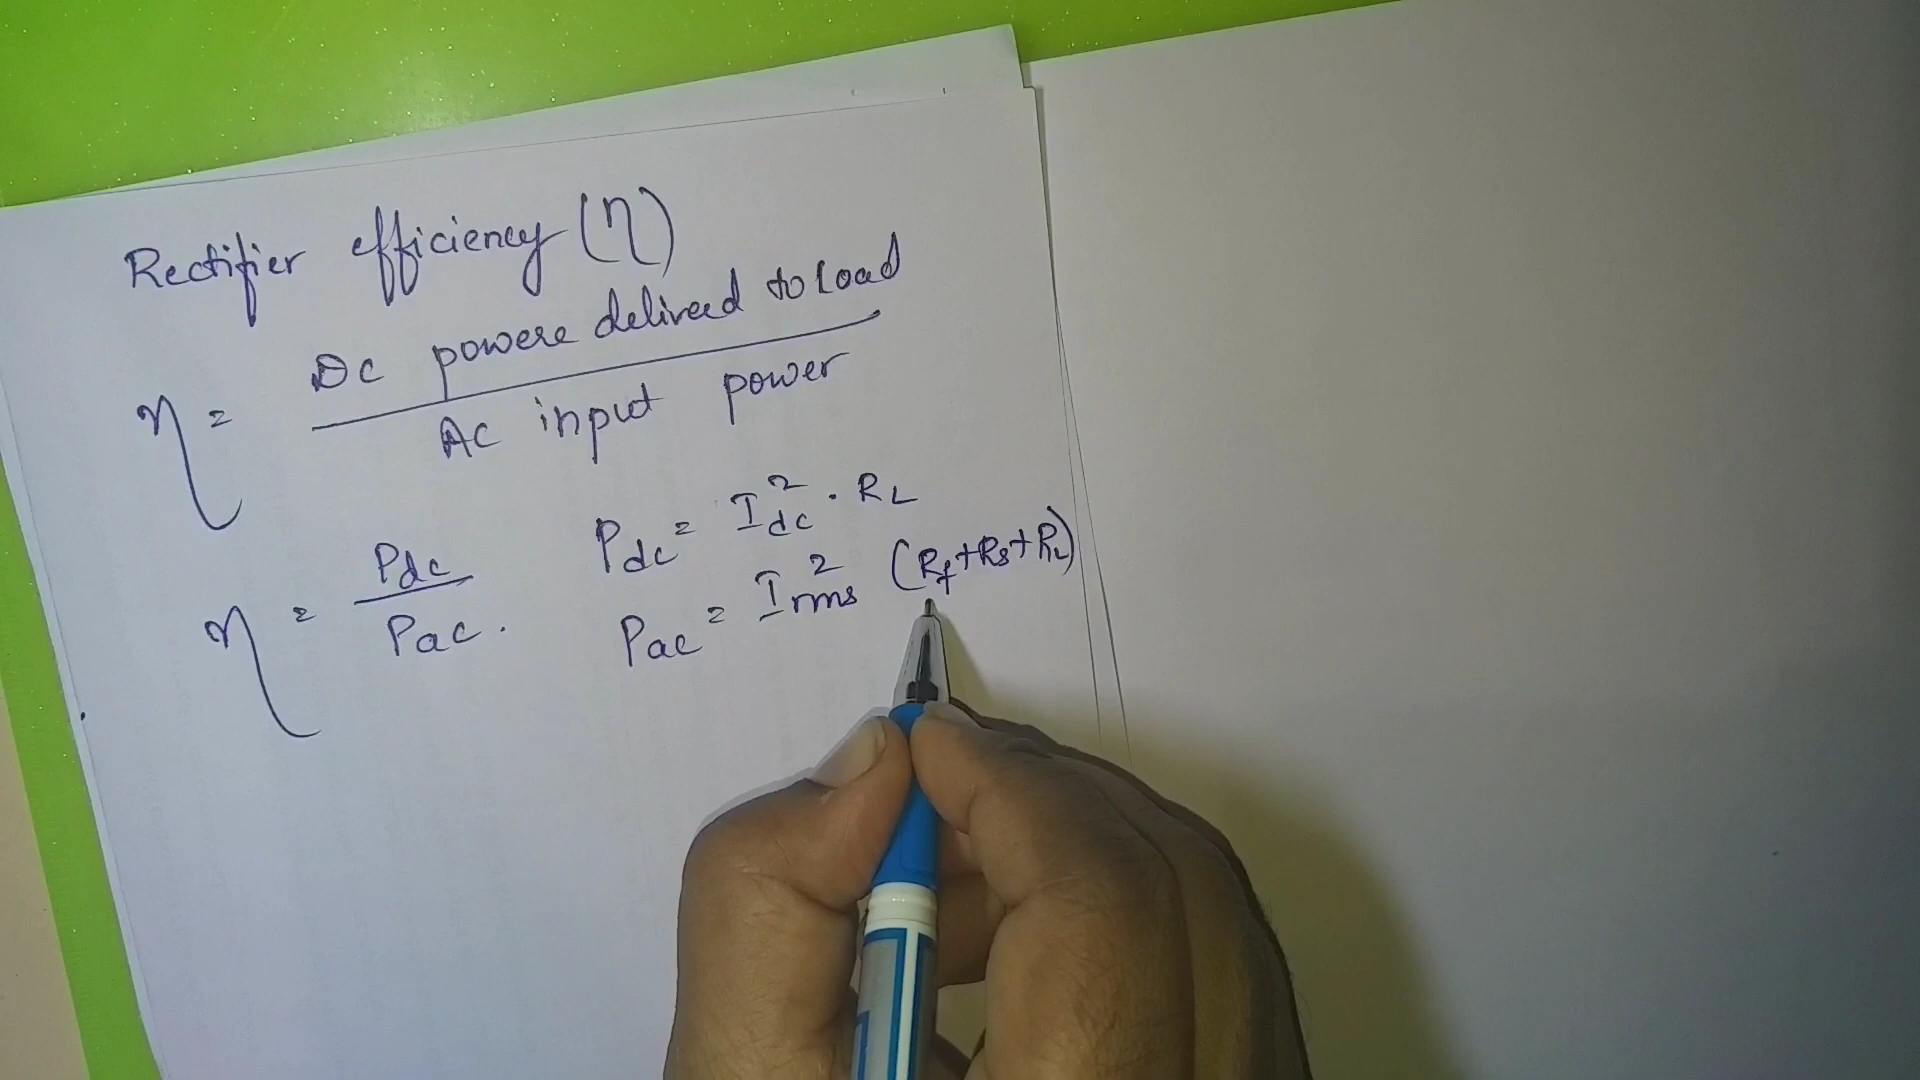 Rectifier efficiency (η)
η = DC powere delivered to load
AC input power
η = Pdc / Pac.
Pdc = I²dc · RL
Pac = I²rms (Rf+Rs+RL)